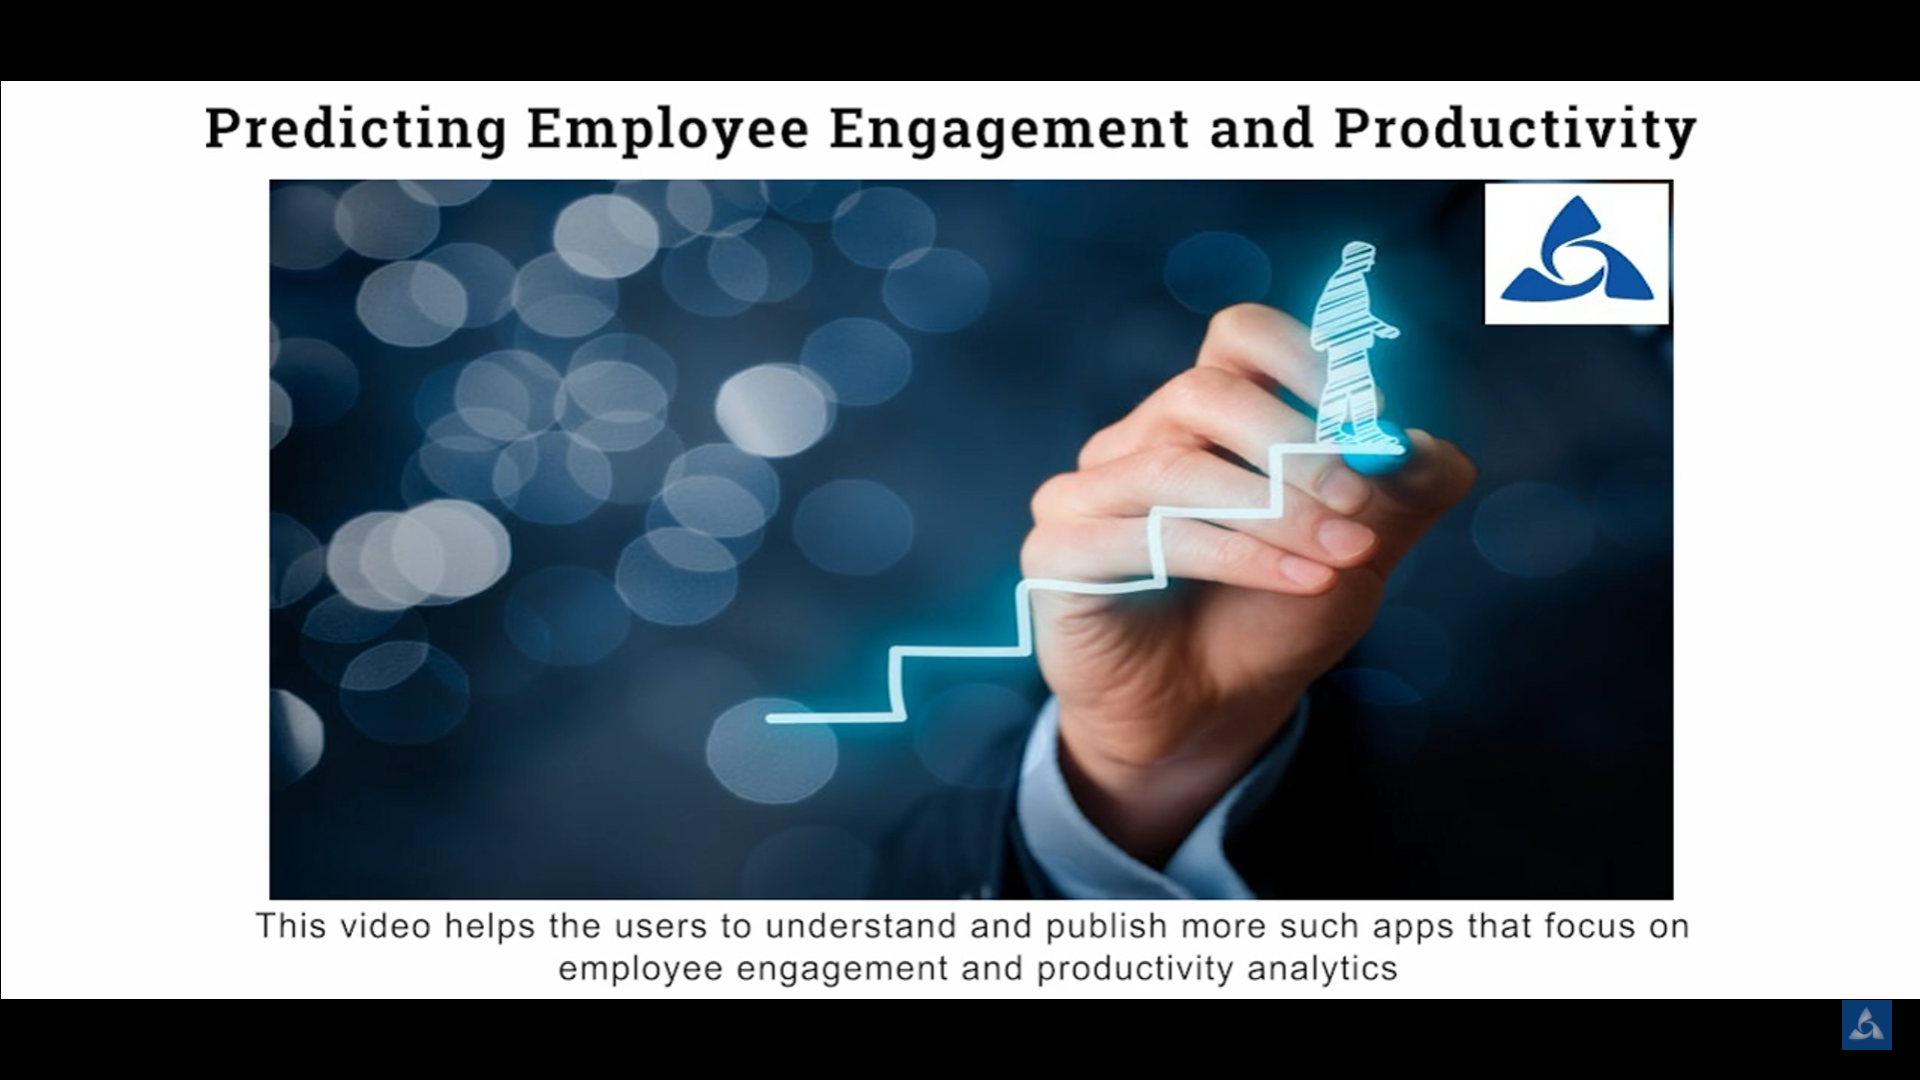 Predicting Employee Engagement and Productivity
This video helps the users to understand and publish more such apps that focus on
employee engagement and productivity analytics